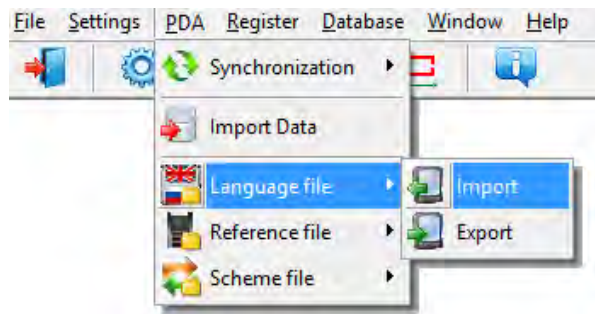 File Settings PDA Register Database Window Help
Synchronization
Import Data
Language file
Import
Reference file
Export
Scheme file